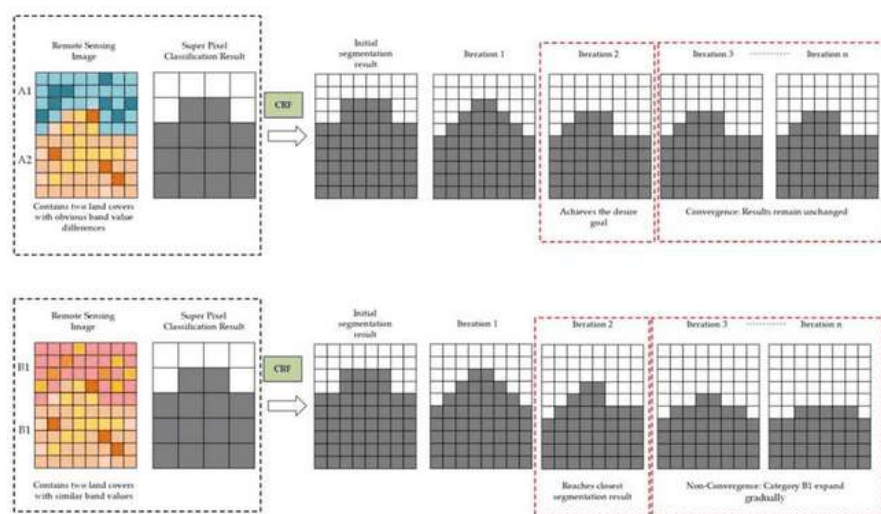 Remote Sensing
Image
Super Pixel
Classification Result
Initial
segmentation
result
Iteration 1
Iteration 2
Iteration 3 ............ Iteration n
A1
CRF
A2
Contains two land covers
with obvious band value
differences
Achieves the desire
goal
Convergence: Results remain unchanged
Remote Sensing
Image
Super Pixel
Classification Result
Initial
segmentation
result
Iteration 1
Iteration 2
Iteration 3 ............ Iteration n
B1
CRF
B1
Contains two land covers
with similar band values
Reaches closest
segmentation result
Non-Convergence: Category B1 expand
gradually